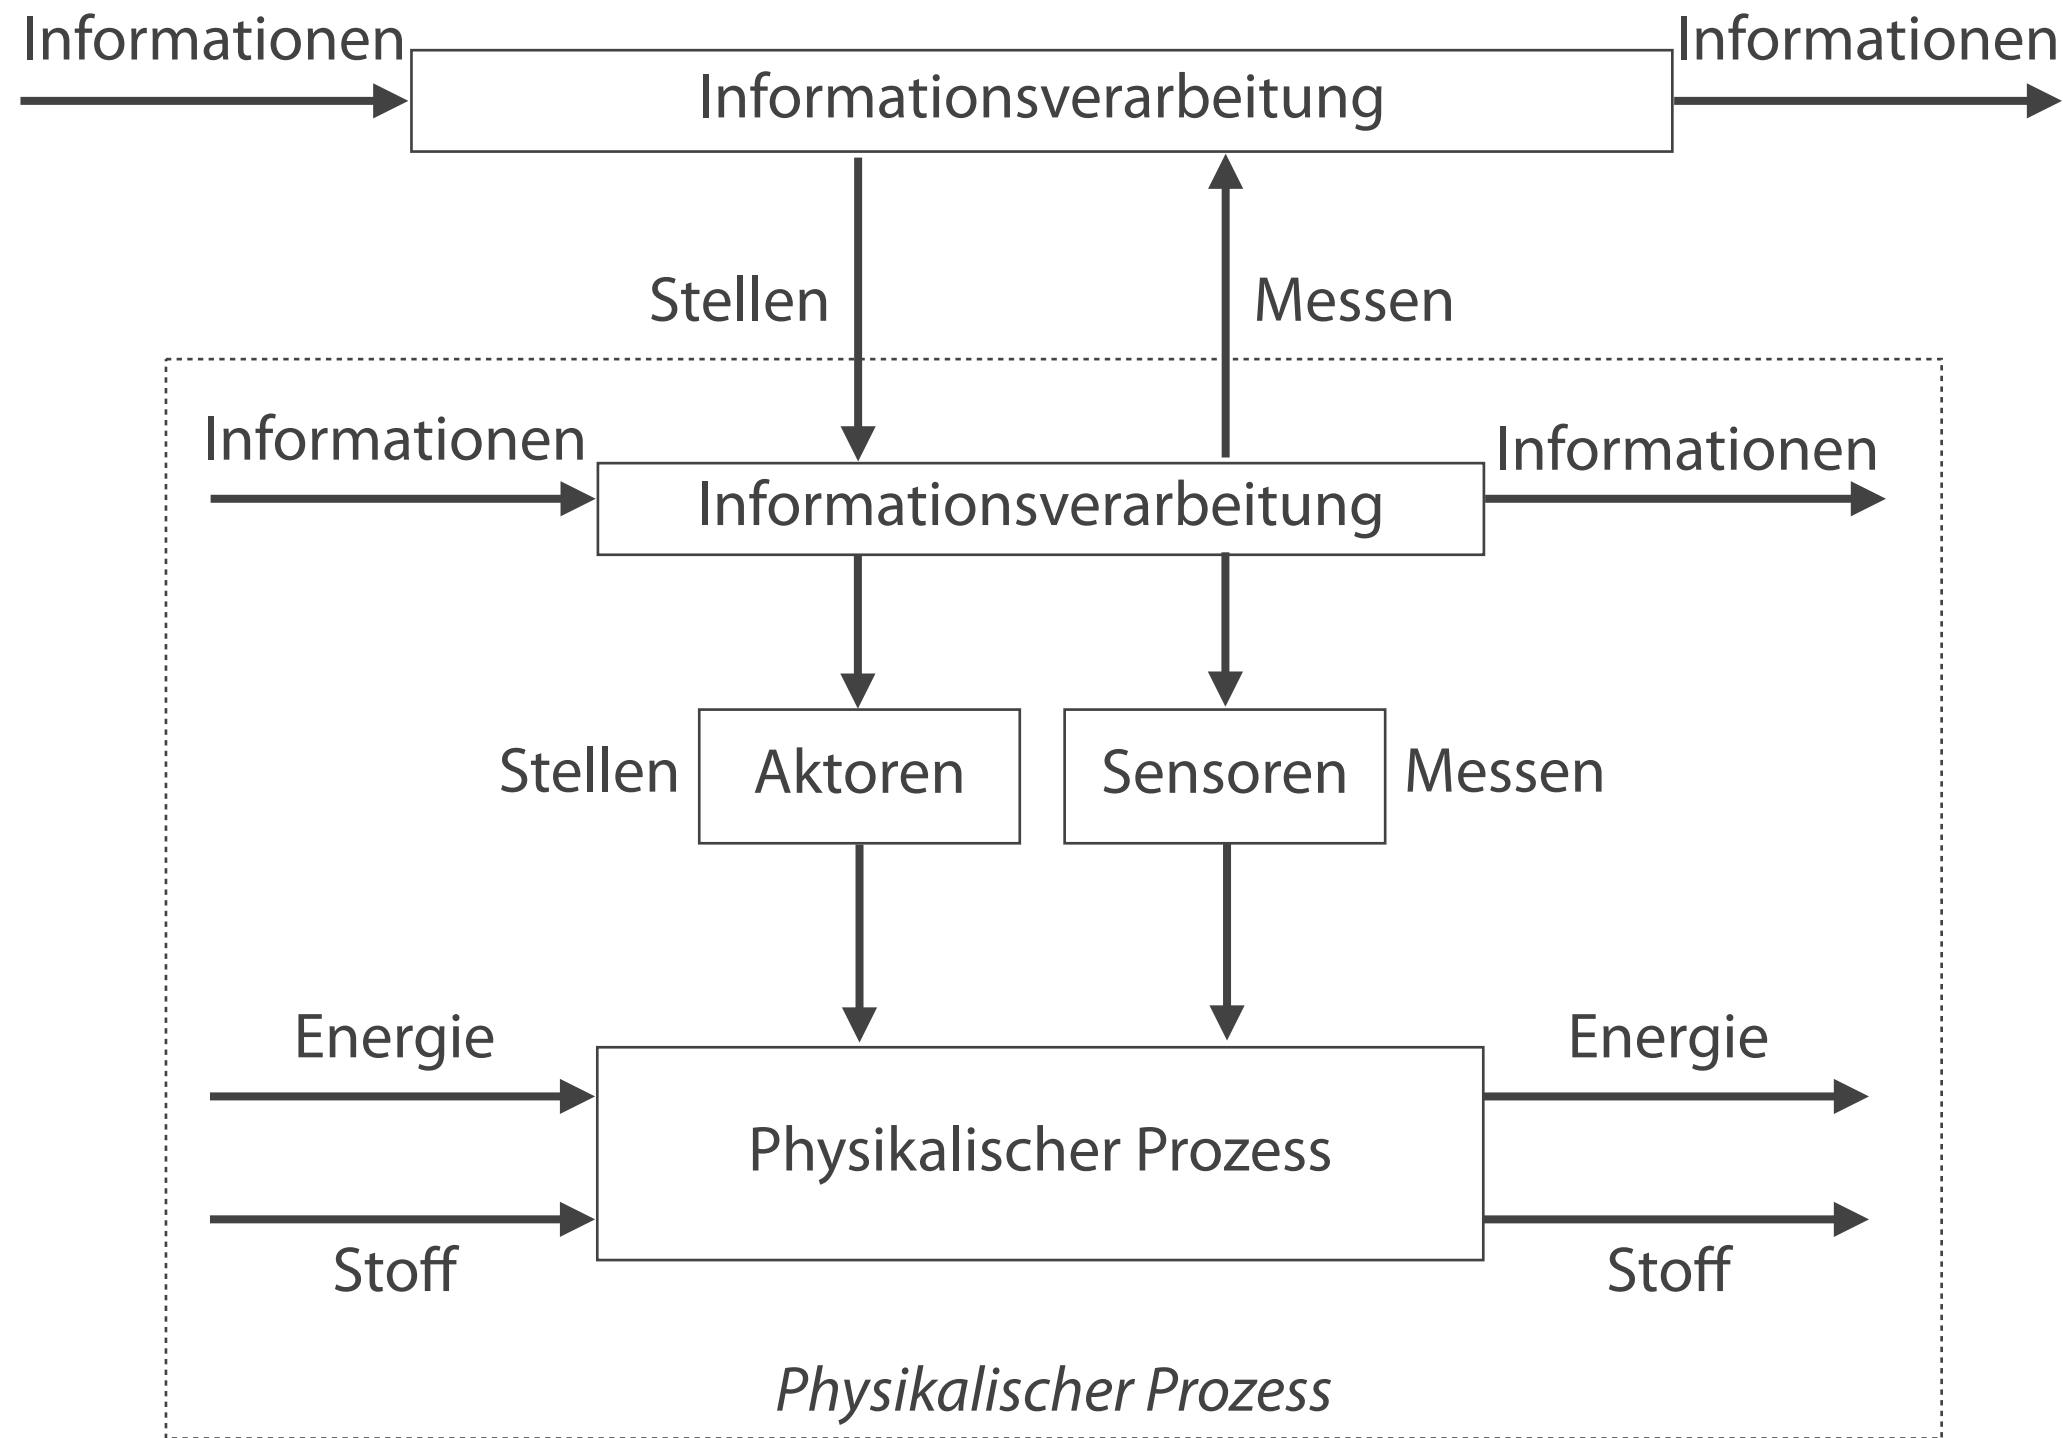 Informationen
Informationen
Informationsverarbeitung
Stellen
Messen
Informationen
Informationen
Informationsverarbeitung
Stellen
Aktoren
Sensoren
Messen
Energie
Energie
Physikalischer Prozess
Stoff
Stoff
Physikalischer Prozess